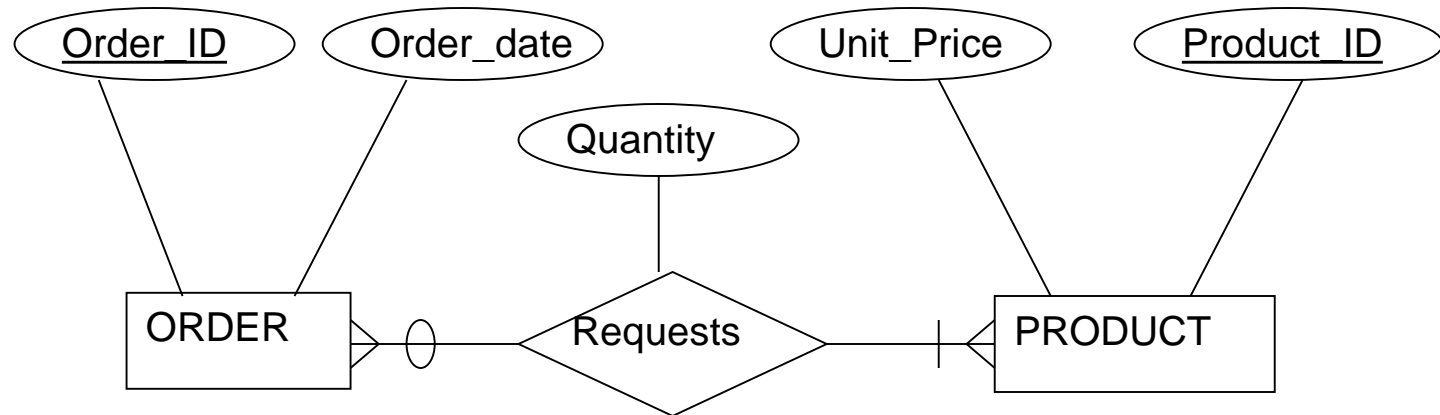 Order_ID
Order_date
Unit_Price
Product_ID
Quantity
ORDER
Requests
PRODUCT